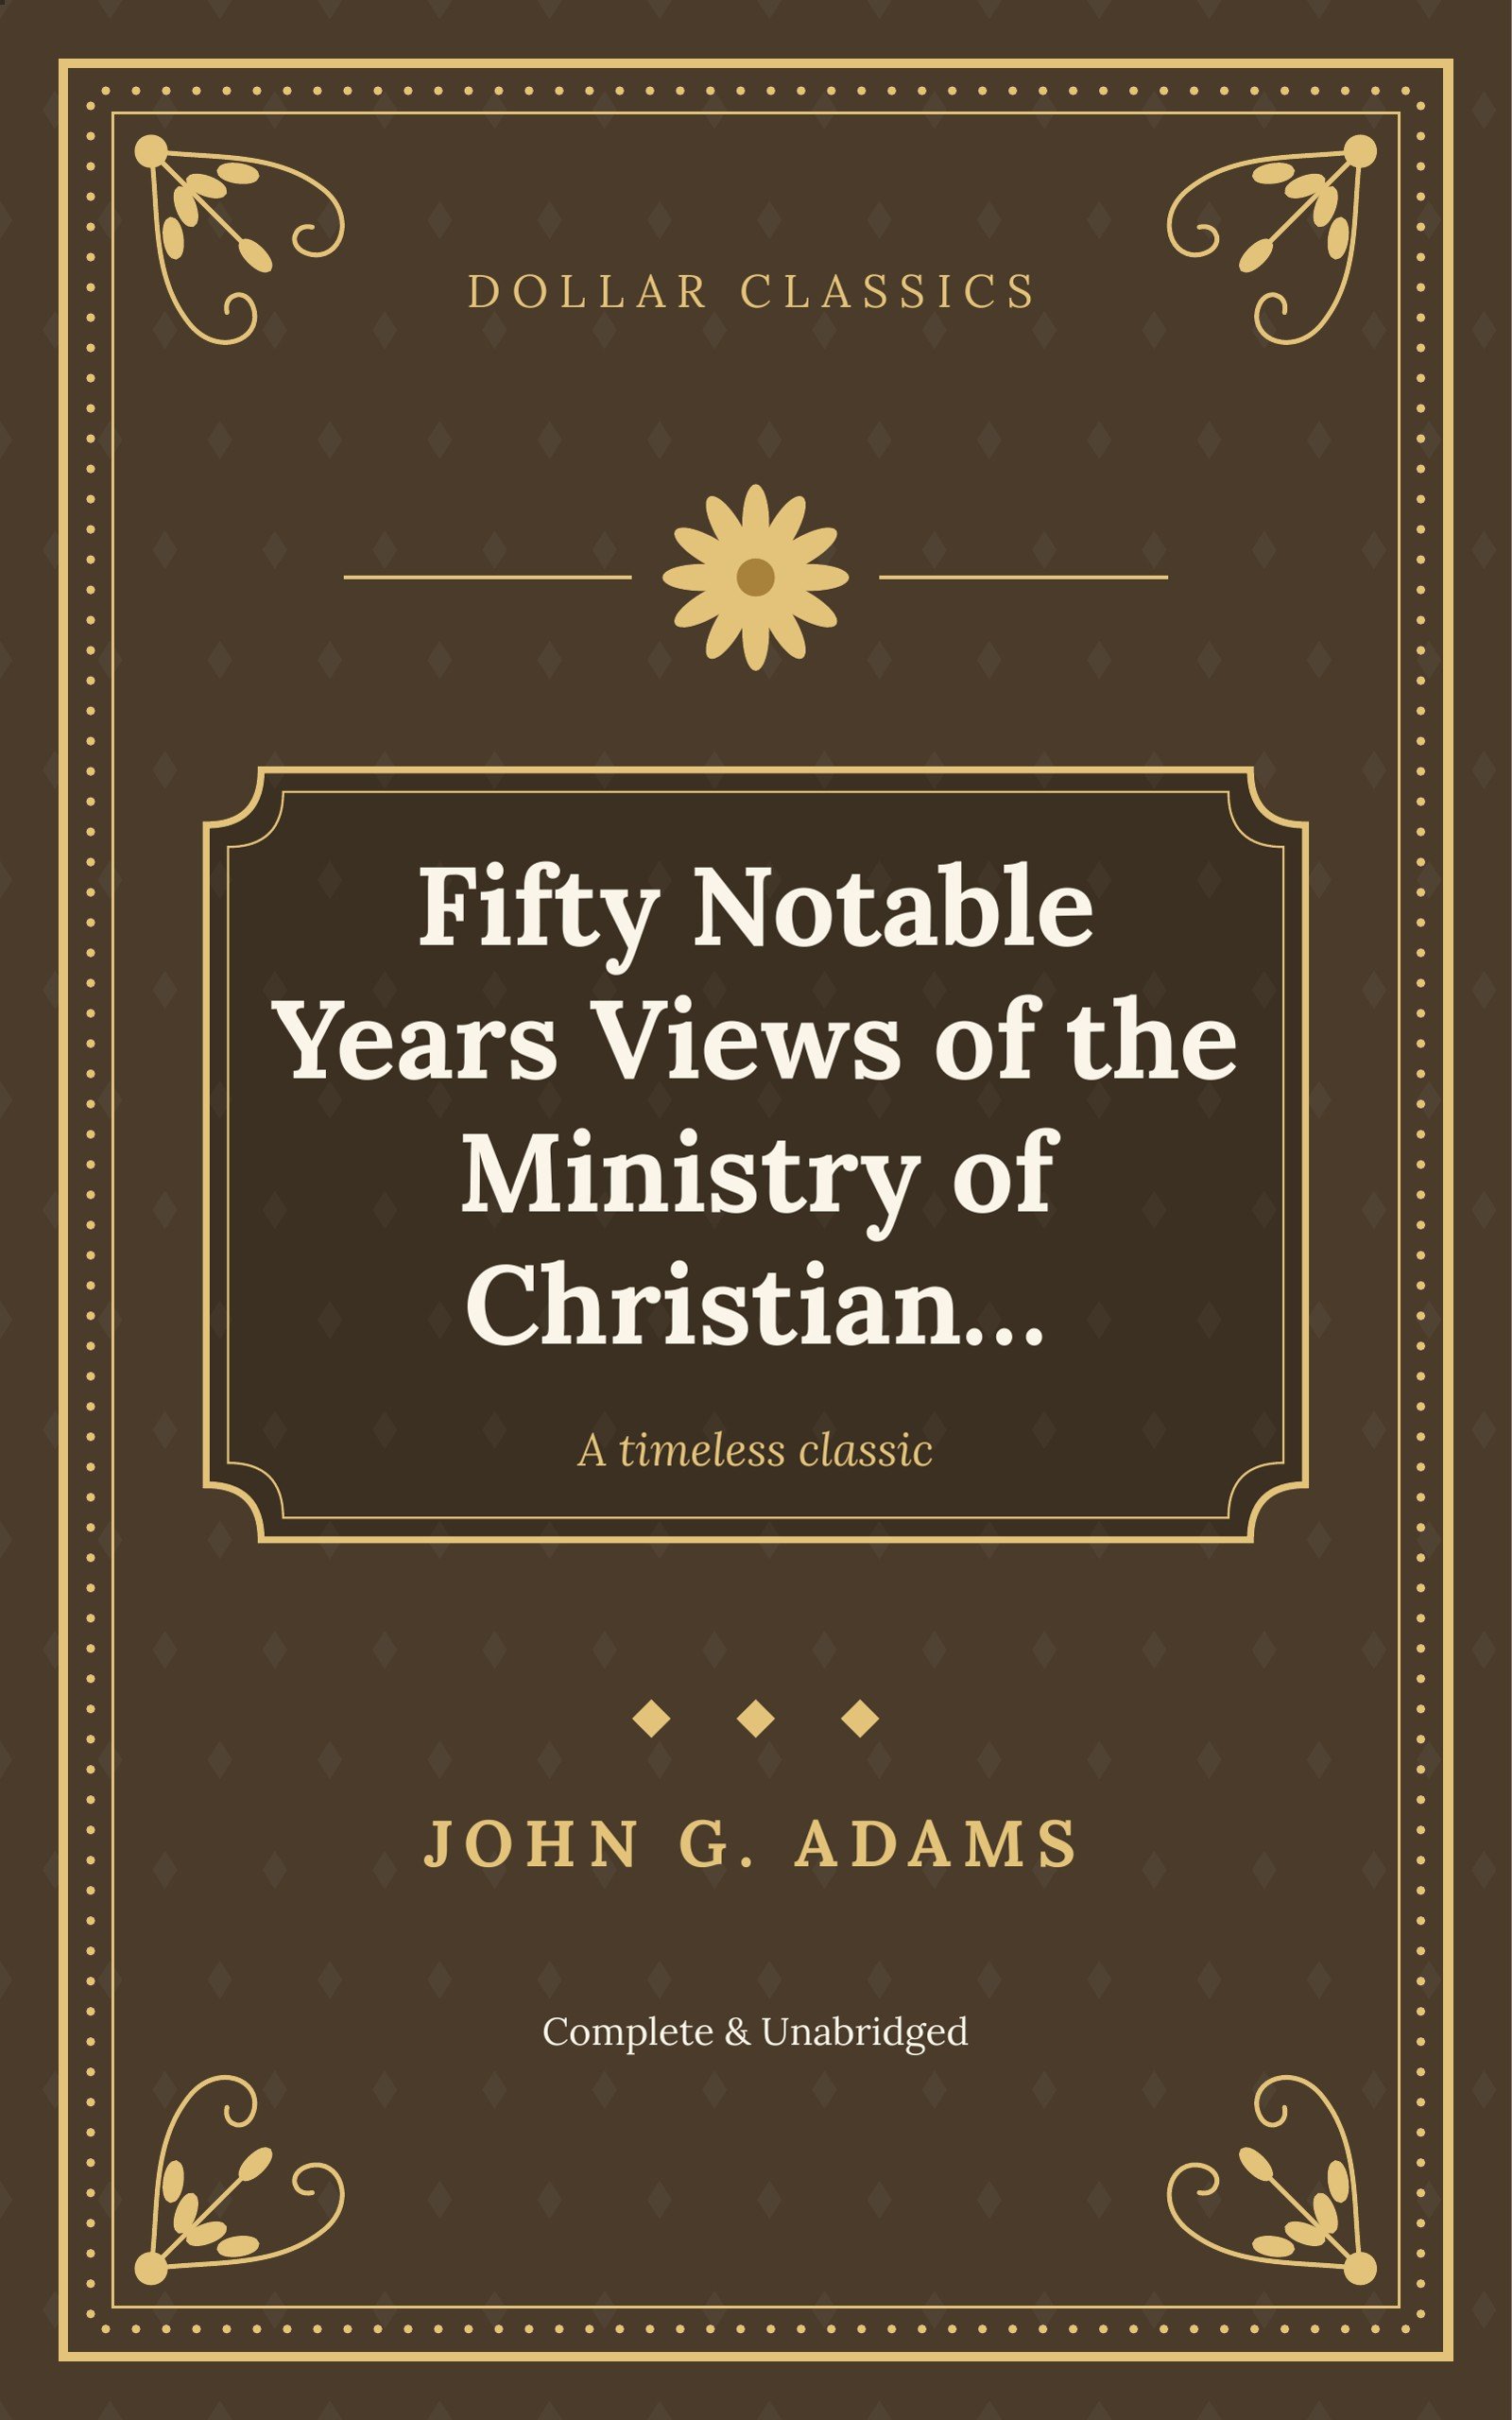 DOLLAR CLASSICS
Fifty Notable
Years Views of the
Ministry of
Christian...
A timeless classic
JOHN G. ADAMS
Complete & Unabridged